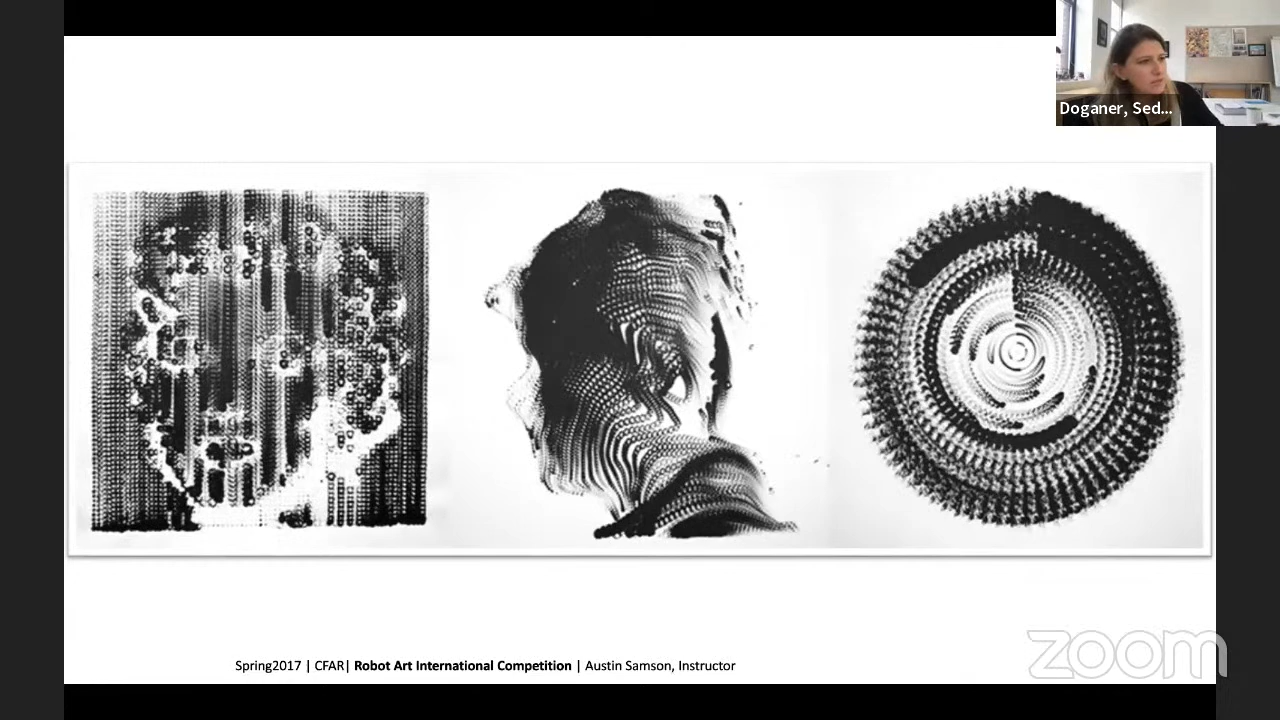 Doganer, Sed...
Spring2017 | CFAR| Robot Art International Competition | Austin Samson, Instructor
zoom